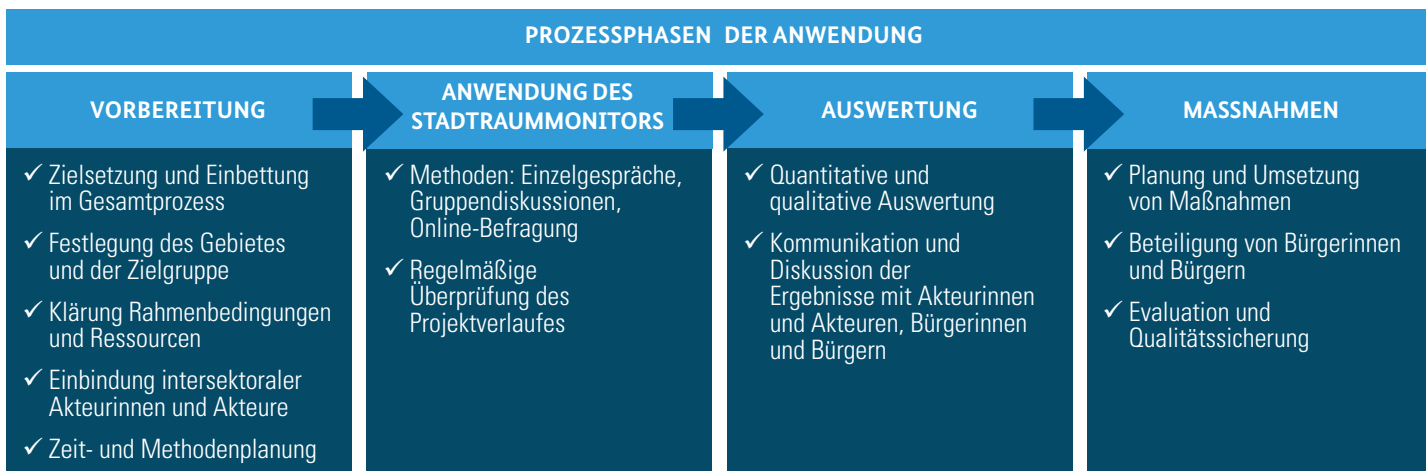 PROZESSPHASEN DER ANWENDUNG
VORBEREITUNG
✓ Zielsetzung und Einbettung
im Gesamtprozess
✓ Festlegung des Gebietes
und der Zielgruppe
✓ Klärung Rahmenbedingungen
und Ressourcen
✓ Einbindung intersektoraler
Akteurinnen und Akteure
✓ Zeit- und Methodenplanung
ANWENDUNG DES
STADTRAUMMONITORS
✓ Methoden: Einzelgespräche,
Gruppendiskussionen,
Online-Befragung
✓ Regelmäßige
Überprüfung des
Projektverlaufes
AUSWERTUNG
✓ Quantitative und
qualitative Auswertung
✓ Kommunikation und
Diskussion der
Ergebnisse mit Akteurinnen
und Akteuren, Bürgerinnen
und Bürgern
MASSNAHMEN
✓ Planung und Umsetzung
von Maßnahmen
✓ Beteiligung von Bürgerinnen
und Bürgern
✓ Evaluation und
Qualitätssicherung